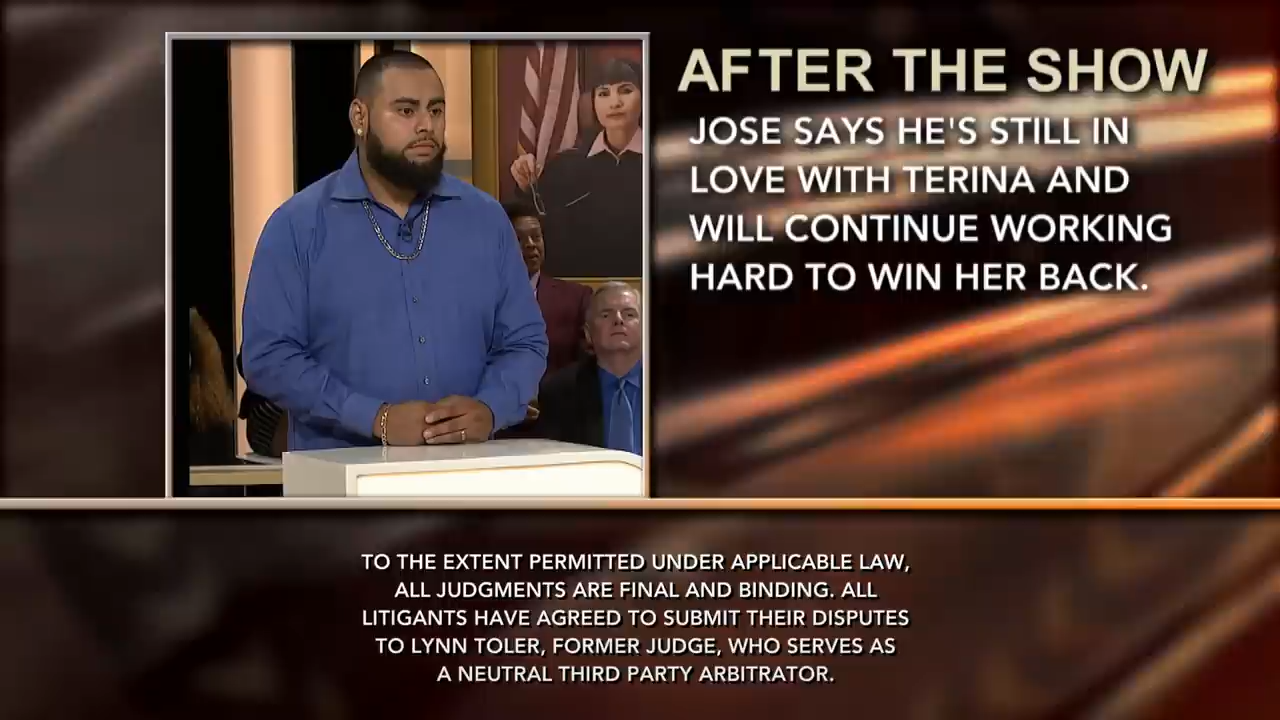 AFTER THE SHOW
JOSE SAYS HE'S STILL IN
LOVE WITH TERINA AND
WILL CONTINUE WORKING
HARD TO WIN HER BACK.
TO THE EXTENT PERMITTED UNDER APPLICABLE LAW,
ALL JUDGMENTS ARE FINAL AND BINDING. ALL
LITIGANTS HAVE AGREED TO SUBMIT THEIR DISPUTES
TO LYNN TOLER, FORMER JUDGE, WHO SERVES AS
A NEUTRAL THIRD PARTY ARBITRATOR.